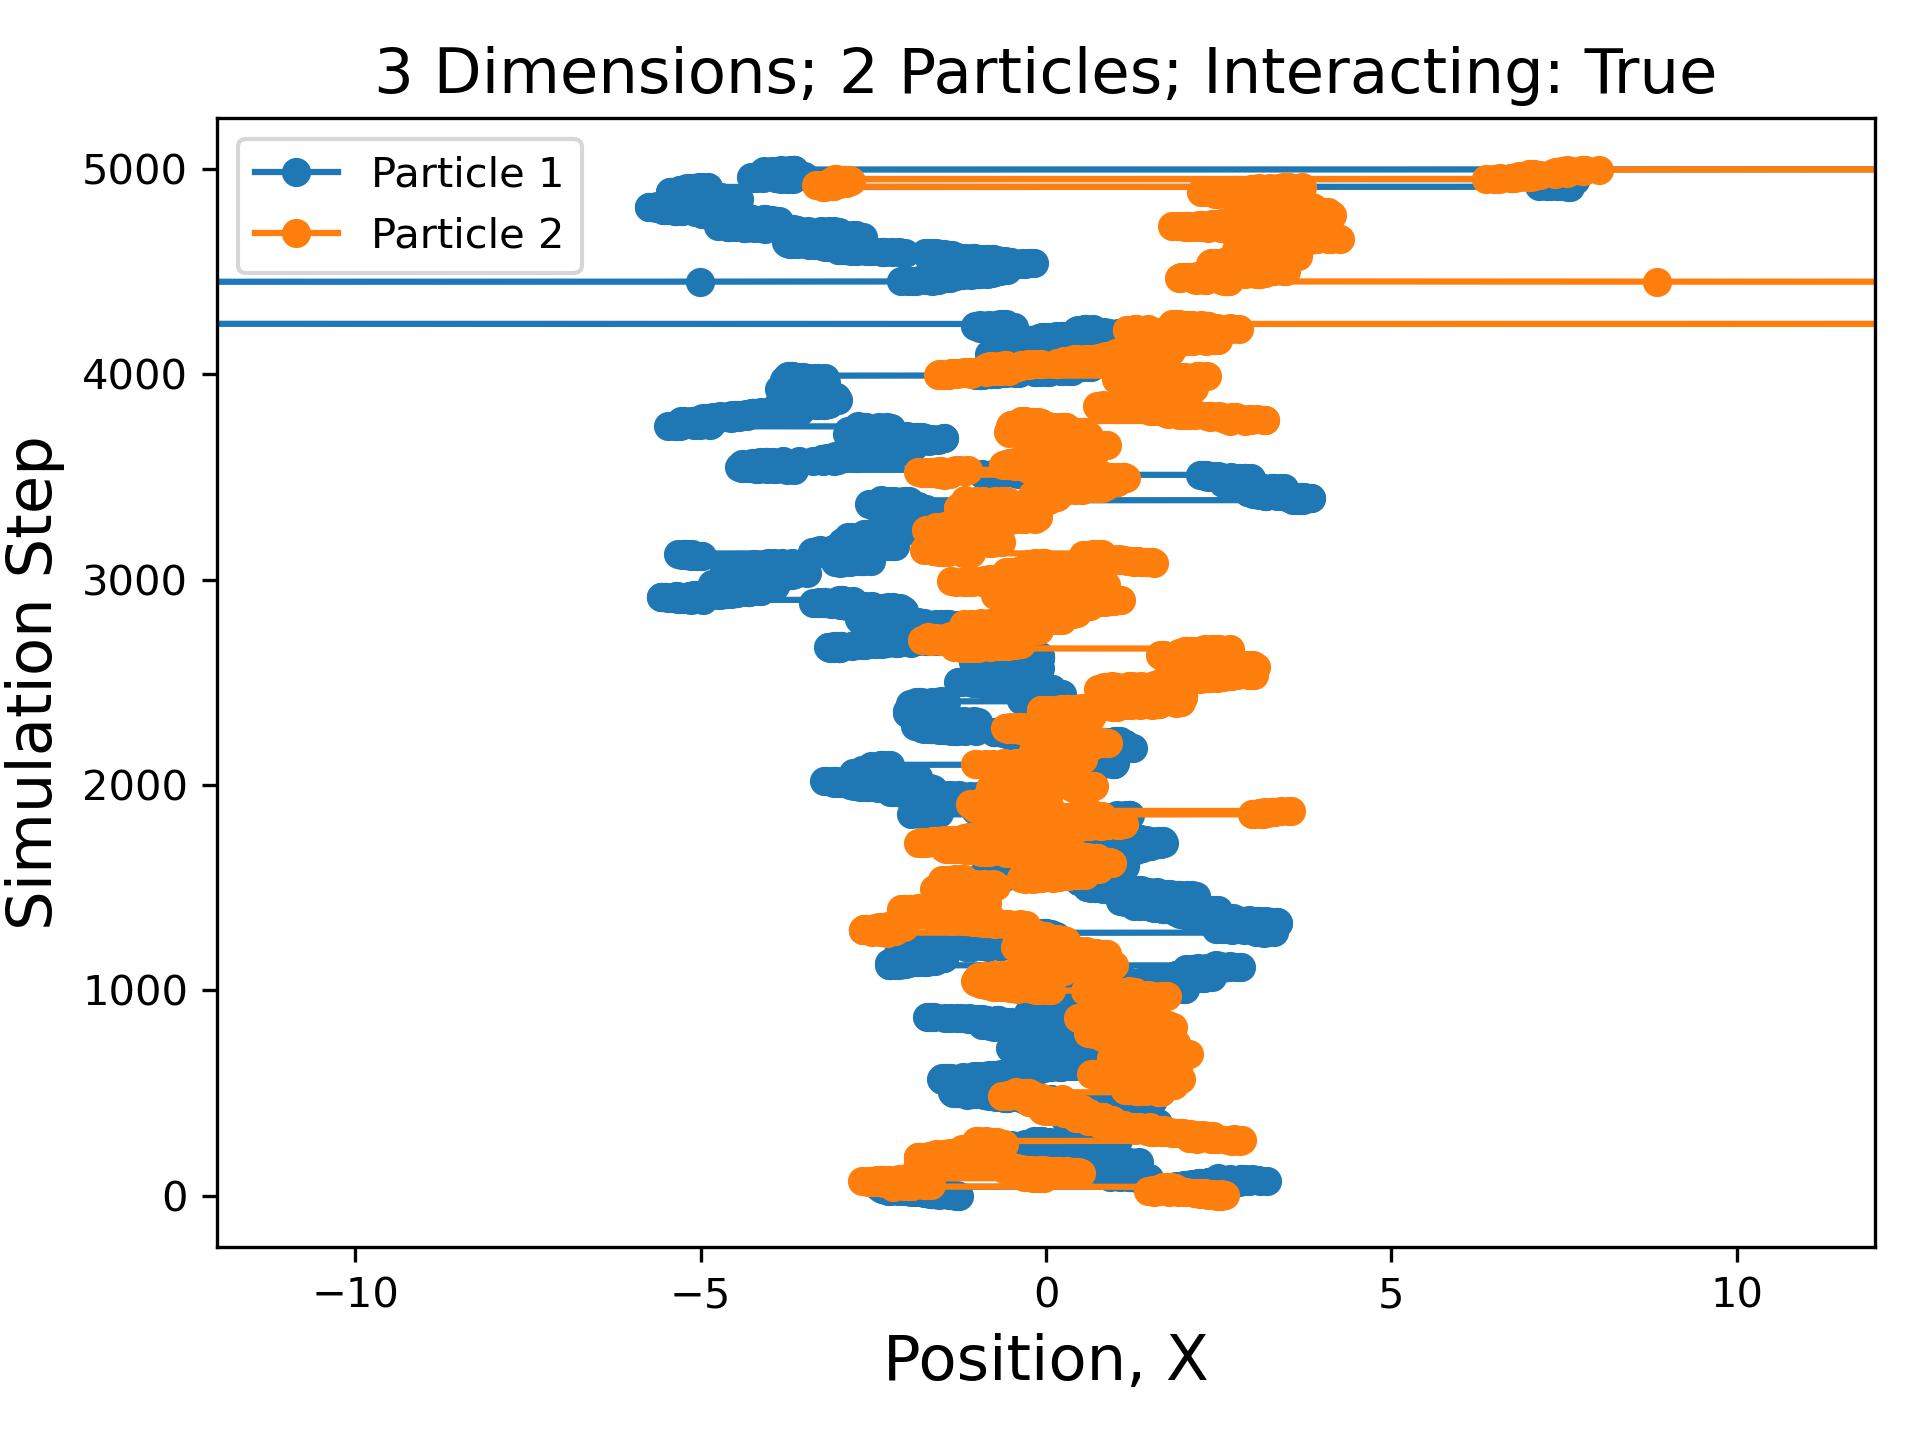 3 Dimensions; 2 Particles; Interacting: True
Particle 1
Particle 2
5000
4000
3000
2000
1000
0
Simulation Step
−10
−5
0
5
10
Position, X